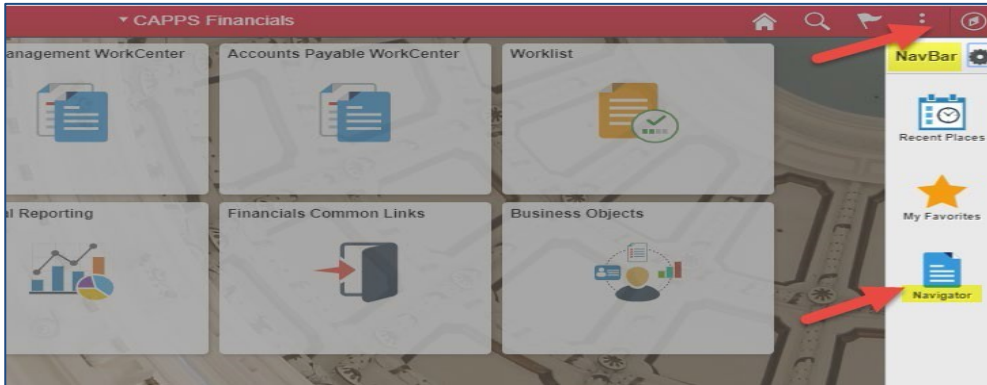 CAPPS Financials
anagement WorkCenter
Accounts Payable WorkCenter
Worklist
NavBar
Recent Places
My Favorites
l Reporting
Financials Common Links
Business Objects
Navigator